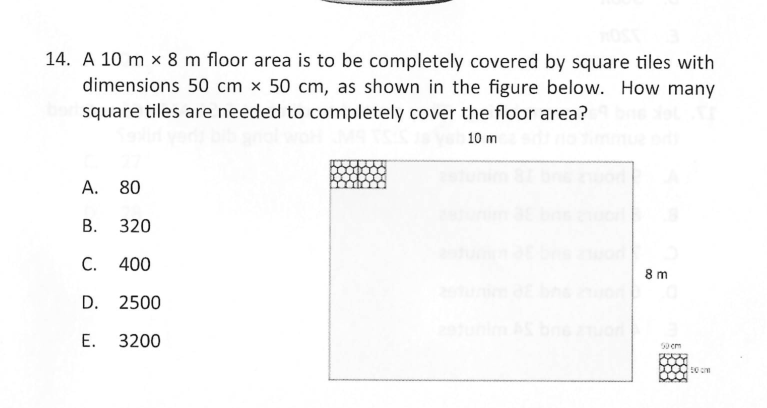 14. A 10 m × 8 m floor area is to be completely covered by square tiles with
dimensions 50 cm × 50 cm, as shown in the figure below. How many
square tiles are needed to completely cover the floor area?
10 m
A. 80
B. 320
C. 400
8 m
D. 2500
E. 3200
50 cm
50 cm